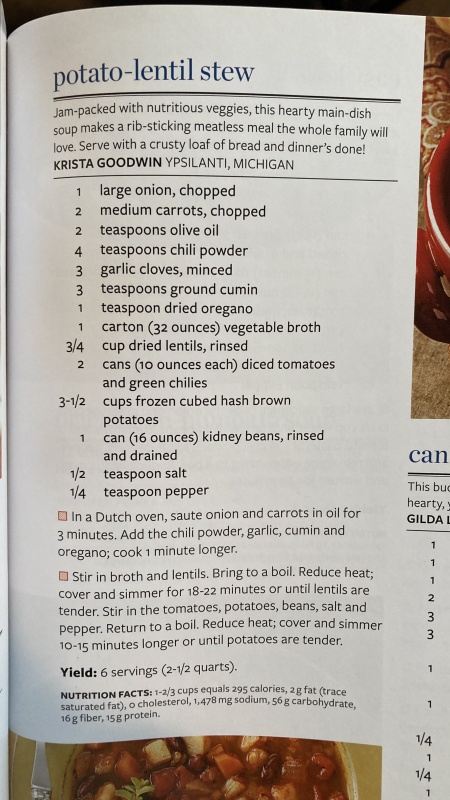 potato-lentil stew
Jam-packed with nutritious veggies, this hearty main-dish
soup makes a rib-sticking meatless meal the whole family will
love. Serve with a crusty loaf of bread and dinner's done!
KRISTA GOODWIN YPSILANTI, MICHIGAN
1 large onion, chopped
2 medium carrots, chopped
2 teaspoons olive oil
4 teaspoons chili powder
3 garlic cloves, minced
3 teaspoons ground cumin
1 teaspoon dried oregano
1 carton (32 ounces) vegetable broth
3/4 cup dried lentils, rinsed
2 cans (10 ounces each) diced tomatoes
and green chilies
3-1/2 cups frozen cubed hash brown
potatoes
1 can (16 ounces) kidney beans, rinsed
and drained
1/2 teaspoon salt
1/4 teaspoon pepper
In a Dutch oven, saute onion and carrots in oil for
3 minutes. Add the chili powder, garlic, cumin and
oregano; cook 1 minute longer.
Stir in broth and lentils. Bring to a boil. Reduce heat;
cover and simmer for 18-22 minutes or until lentils are
tender. Stir in the tomatoes, potatoes, beans, salt and
pepper. Return to a boil. Reduce heat; cover and simmer
10-15 minutes longer or until potatoes are tender.
Yield: 6 servings (2-1/2 quarts).
NUTRITION FACTS: 1-2/3 cups equals 295 calories, 2 g fat (trace
saturated fat), 0 cholesterol, 1,478 mg sodium, 56 g carbohydrate,
16 g fiber, 15 g protein.
can
This
hearty,
GILDA
1
1
1
2
3
3
1
1
1/4
1
1/4
1